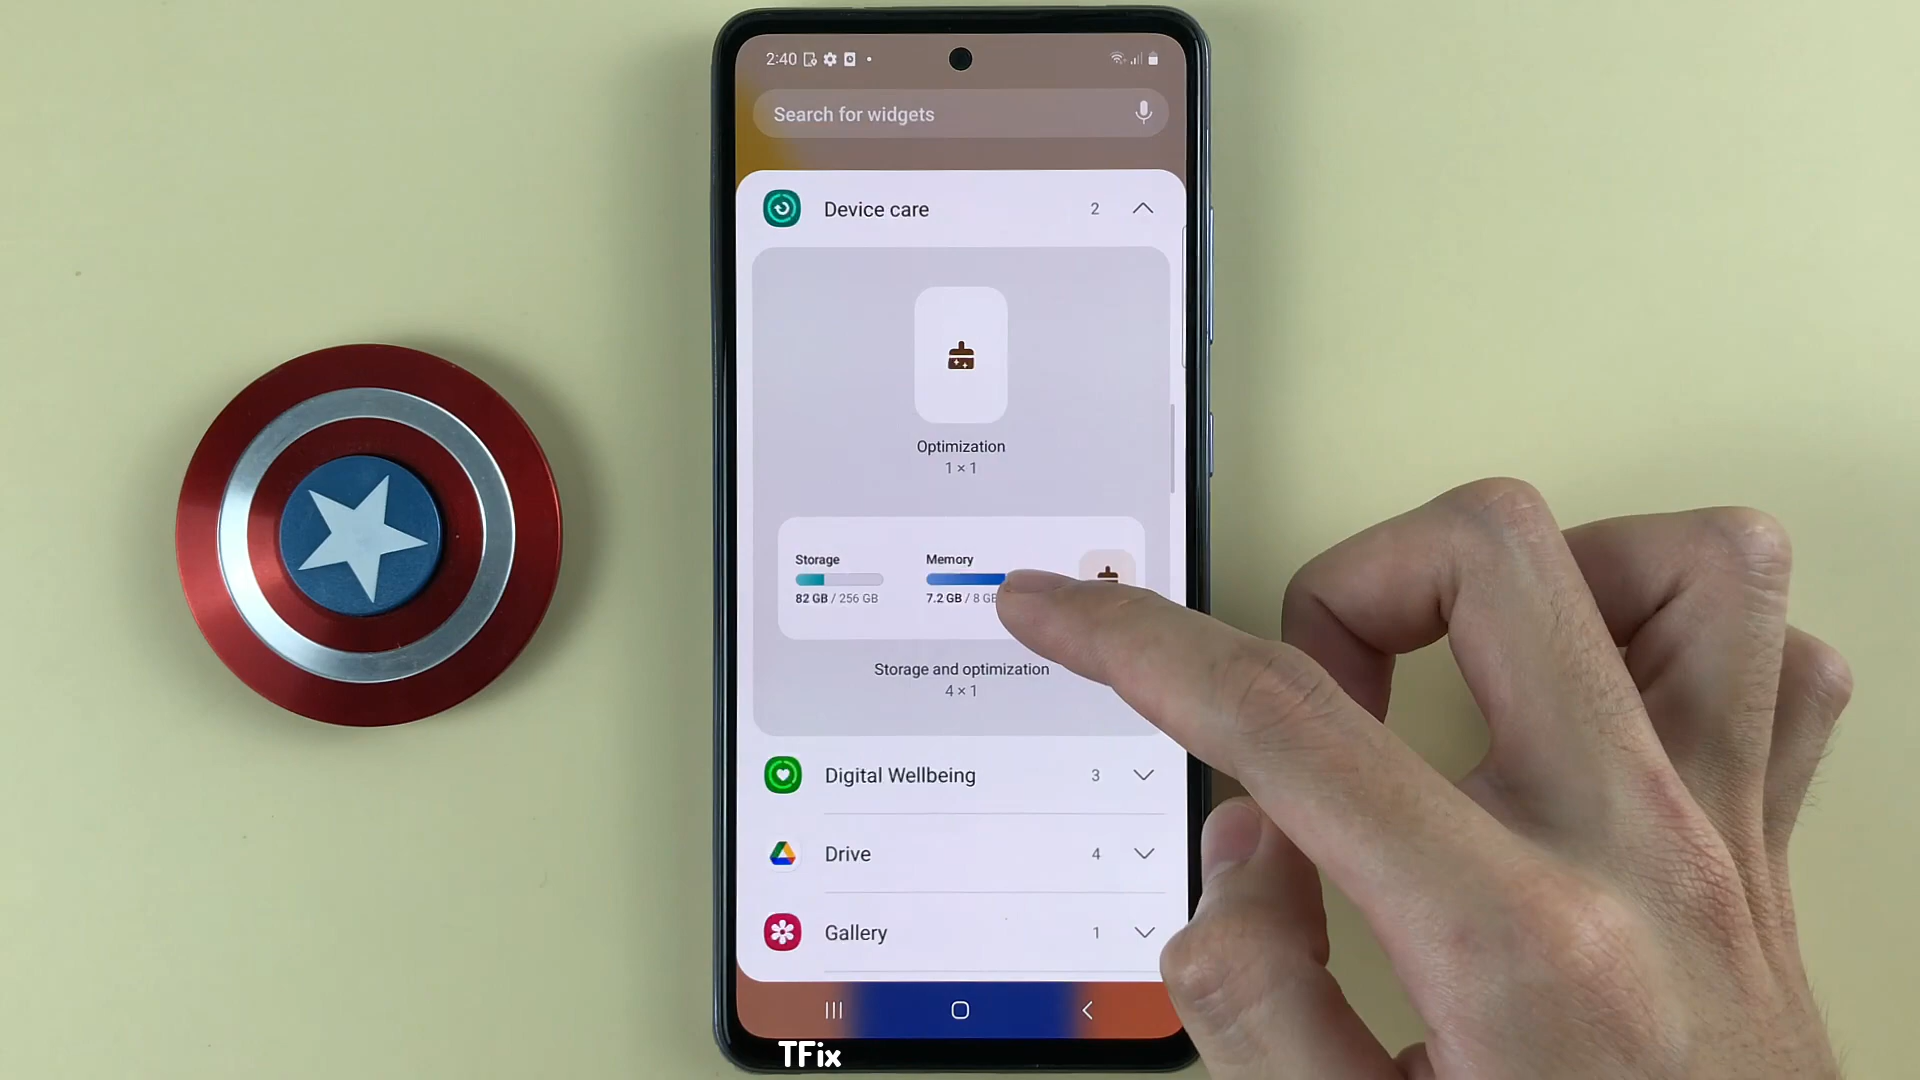 2:40
Search for widgets
Device care 2
Optimization
1 × 1
Storage Memory
82 GB / 256 GB 7.2 GB / 8 GB
Storage and optimization
4 × 1
Digital Wellbeing 3
Drive 4
Gallery 1
TFix